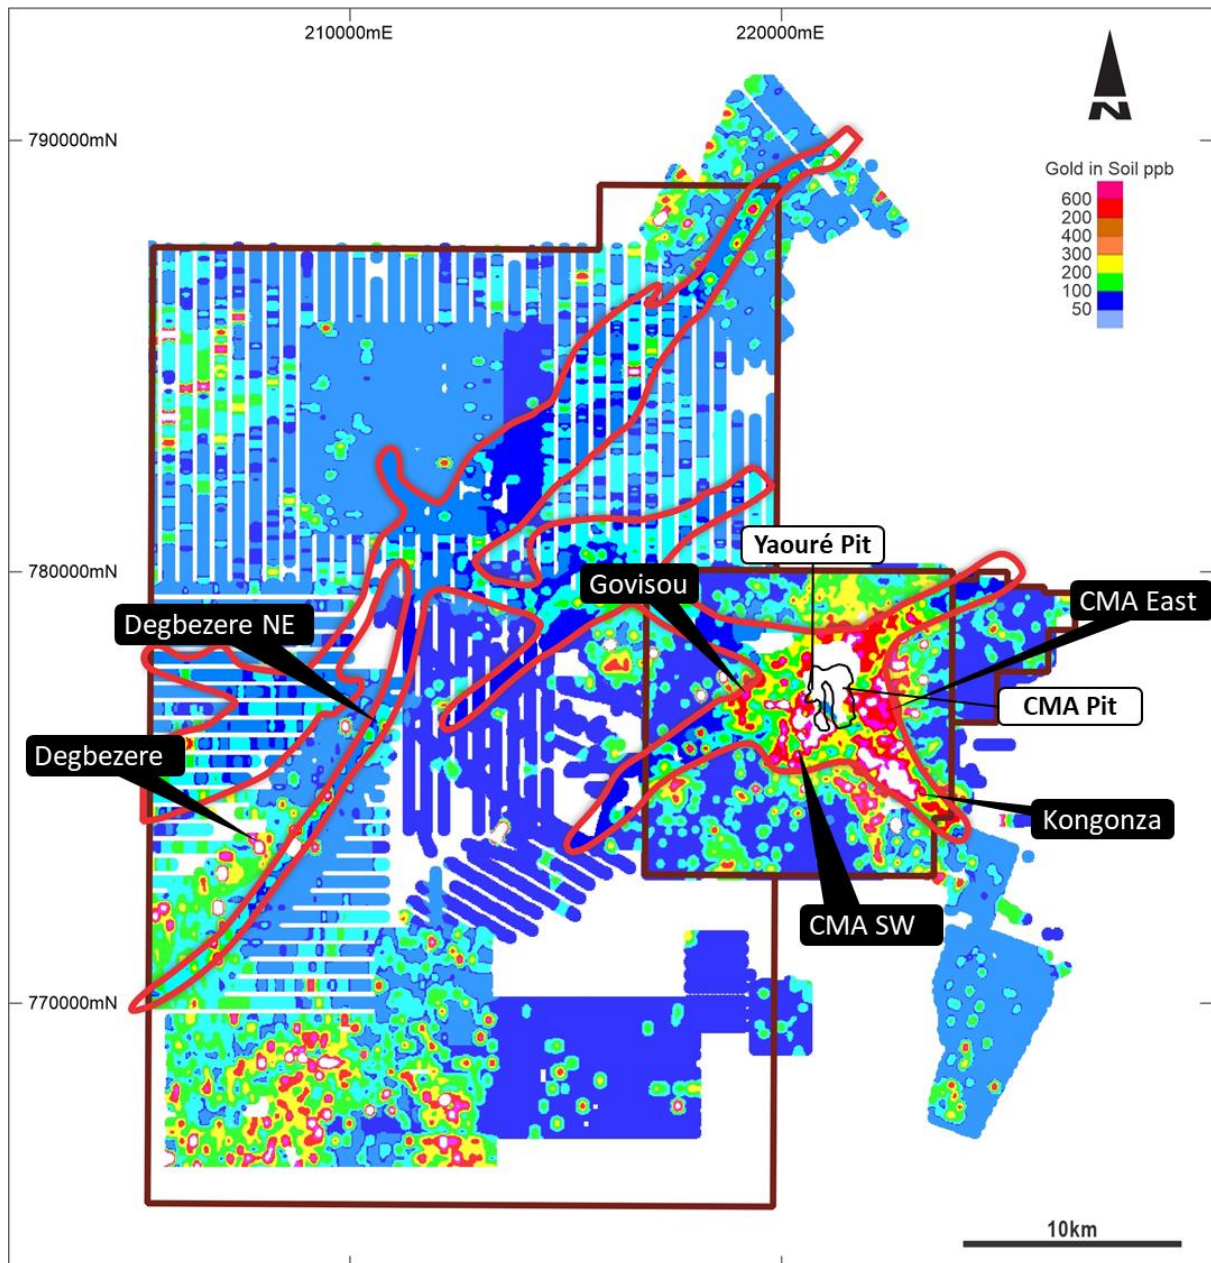 210000mE
220000mE
790000mN
N
Gold in Soil ppb
600
200
400
300
200
100
50
Yaouré Pit
780000mN
Govisou
CMA East
Degbezere NE
CMA Pit
Degbezere
Kongonza
CMA SW
770000mN
10km